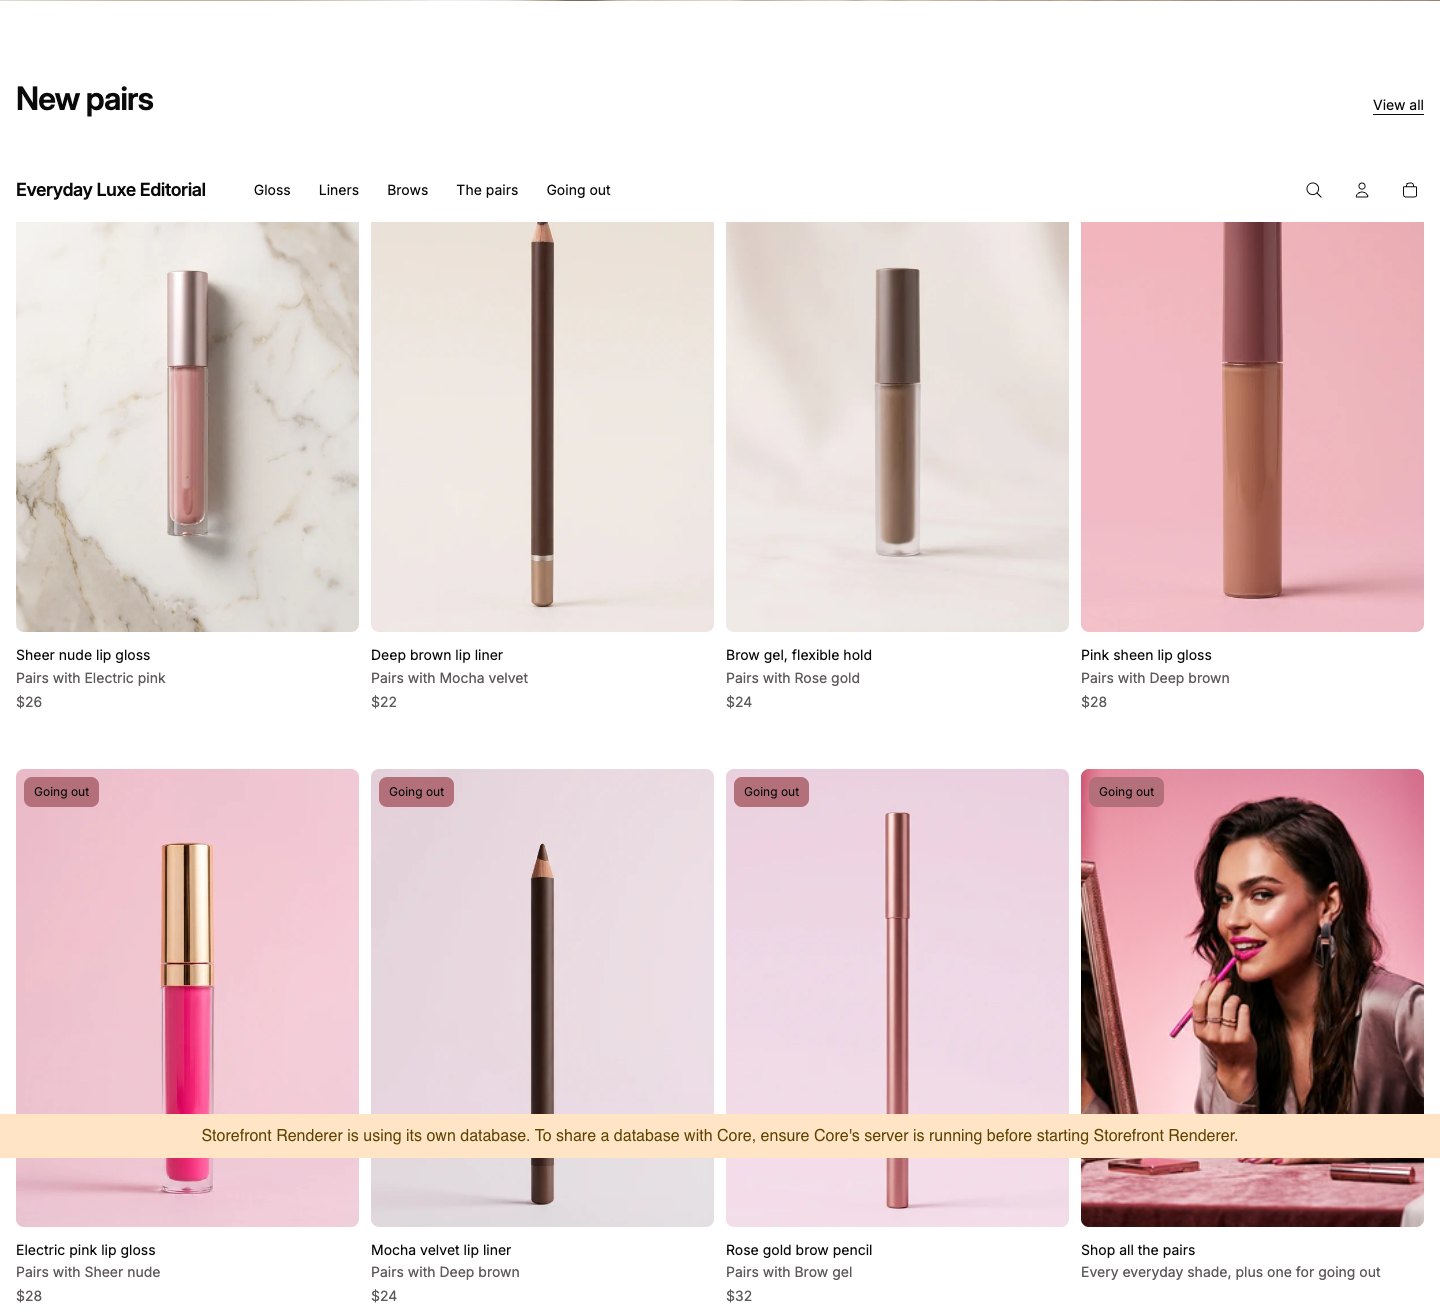 New pairs
View all
Everyday Luxe Editorial
Gloss
Liners
Brows
The pairs
Going out
Sheer nude lip gloss
Pairs with Electric pink
$26
Deep brown lip liner
Pairs with Mocha velvet
$22
Brow gel, flexible hold
Pairs with Rose gold
$24
Pink sheen lip gloss
Pairs with Deep brown
$28
Going out
Going out
Going out
Going out
Storefront Renderer is using its own database. To share a database with Core, ensure Core's server is running before starting Storefront Renderer.
Electric pink lip gloss
Pairs with Sheer nude
$28
Mocha velvet lip liner
Pairs with Deep brown
$24
Rose gold brow pencil
Pairs with Brow gel
$32
Shop all the pairs
Every everyday shade, plus one for going out